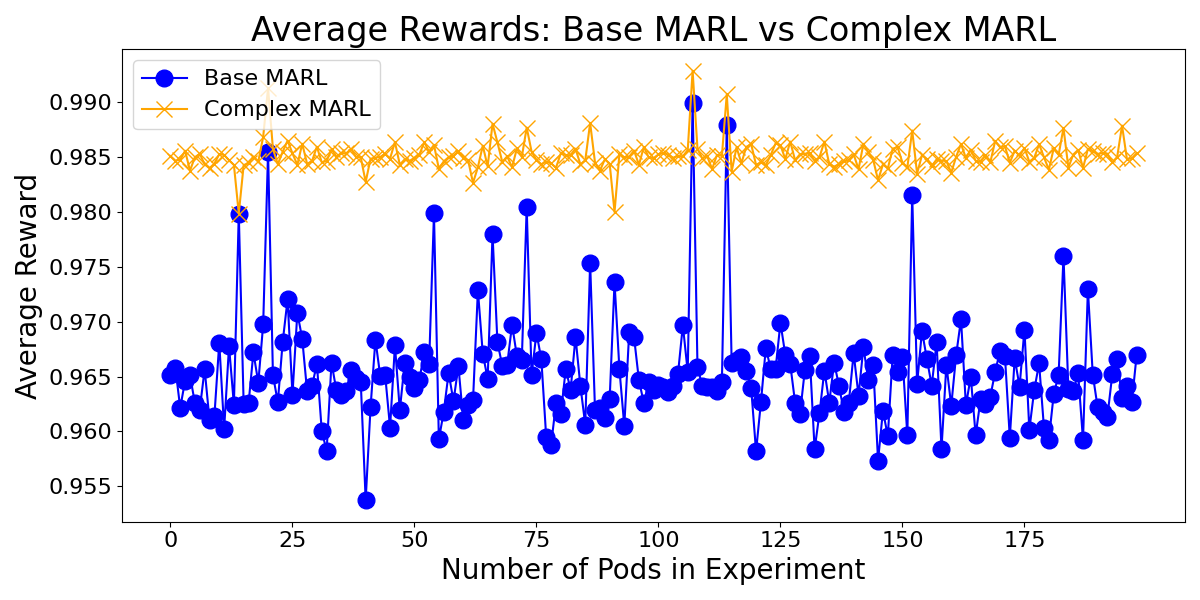 Average Rewards: Base MARL vs Complex MARL
Base MARL
Complex MARL
Average Reward
0.990
0.985
0.980
0.975
0.970
0.965
0.960
0.955
0 25 50 75 100 125 150 175
Number of Pods in Experiment